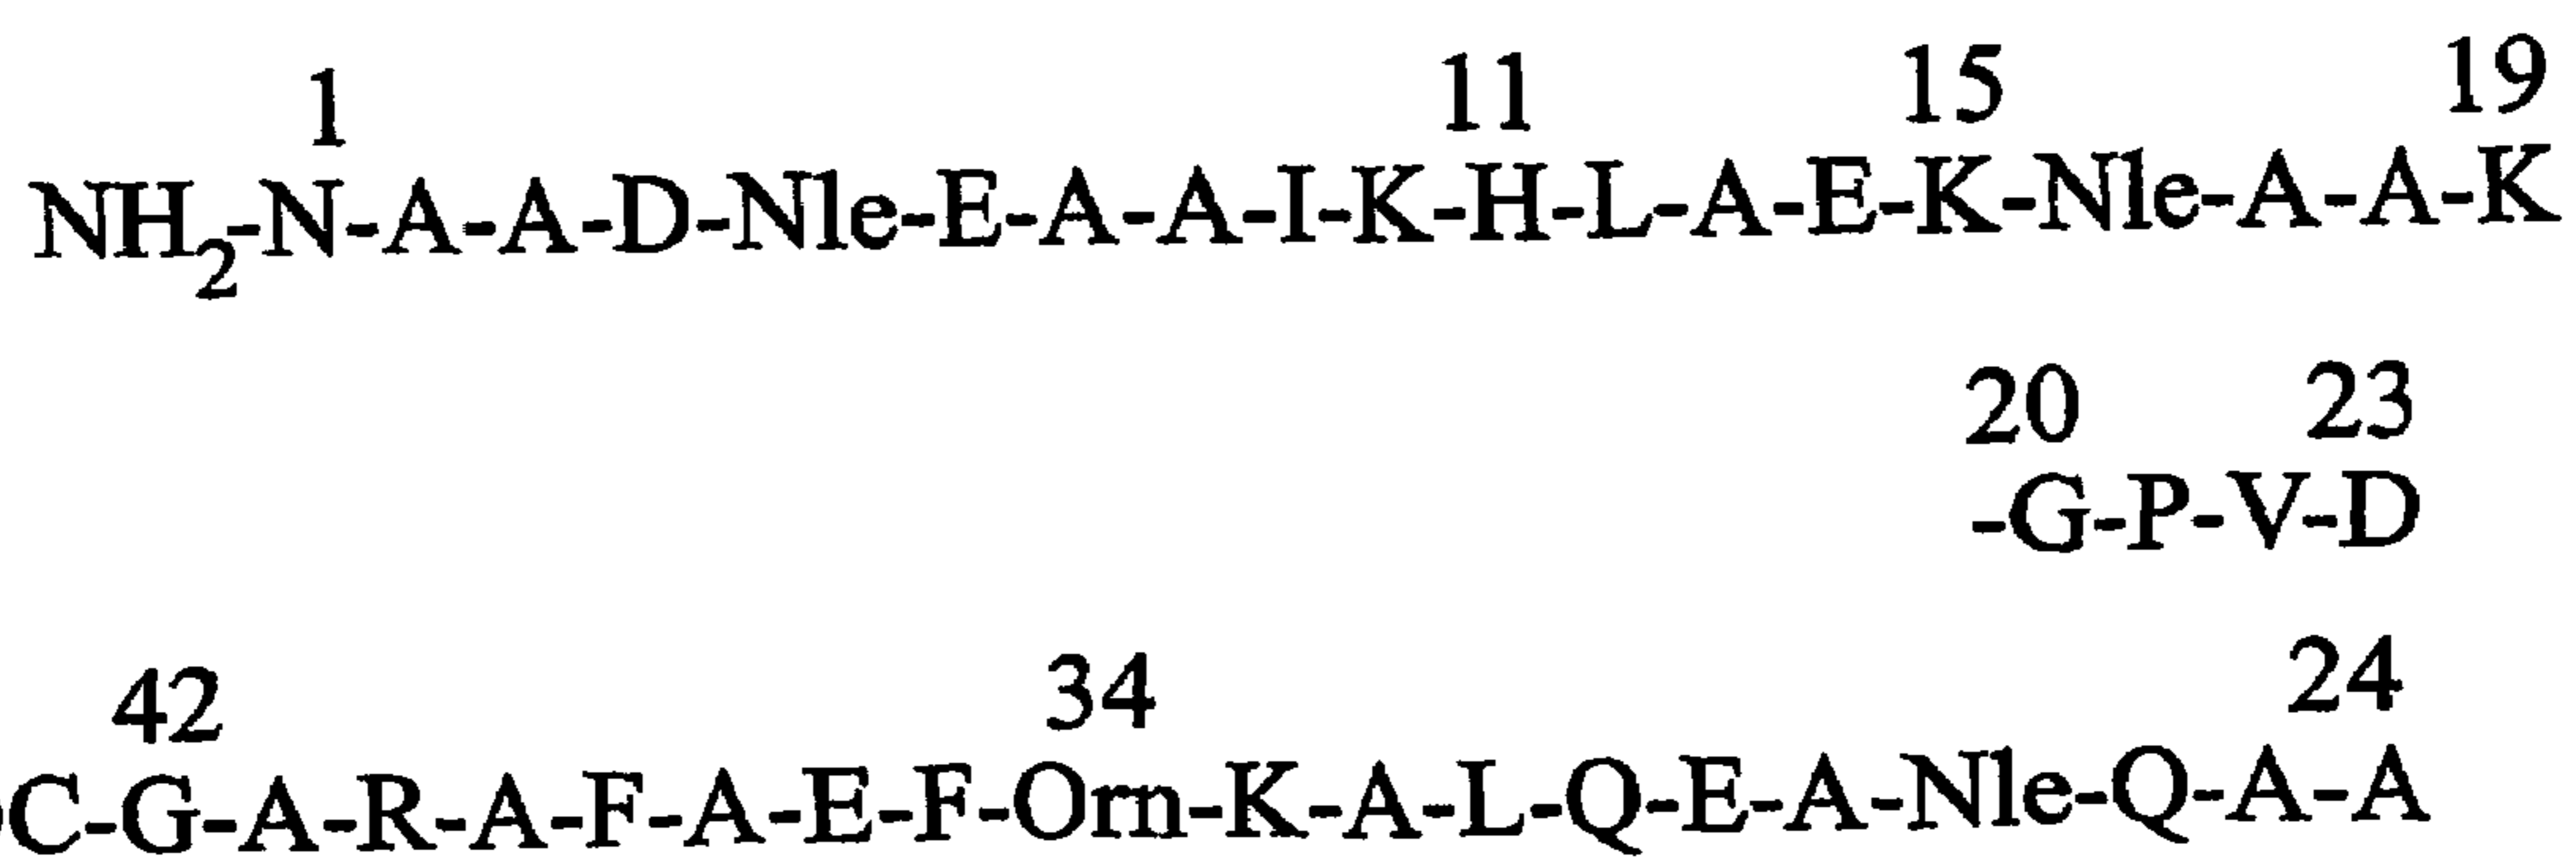 1 11 15 19
NH2-N-A-A-D-Nle-E-A-A-I-K-H-L-A-E-K-Nle-A-A-K
20 23
-G-P-V-D
42 34 24
C-G-A-R-A-F-A-E-F-Orn-K-A-L-Q-E-A-Nle-Q-A-A